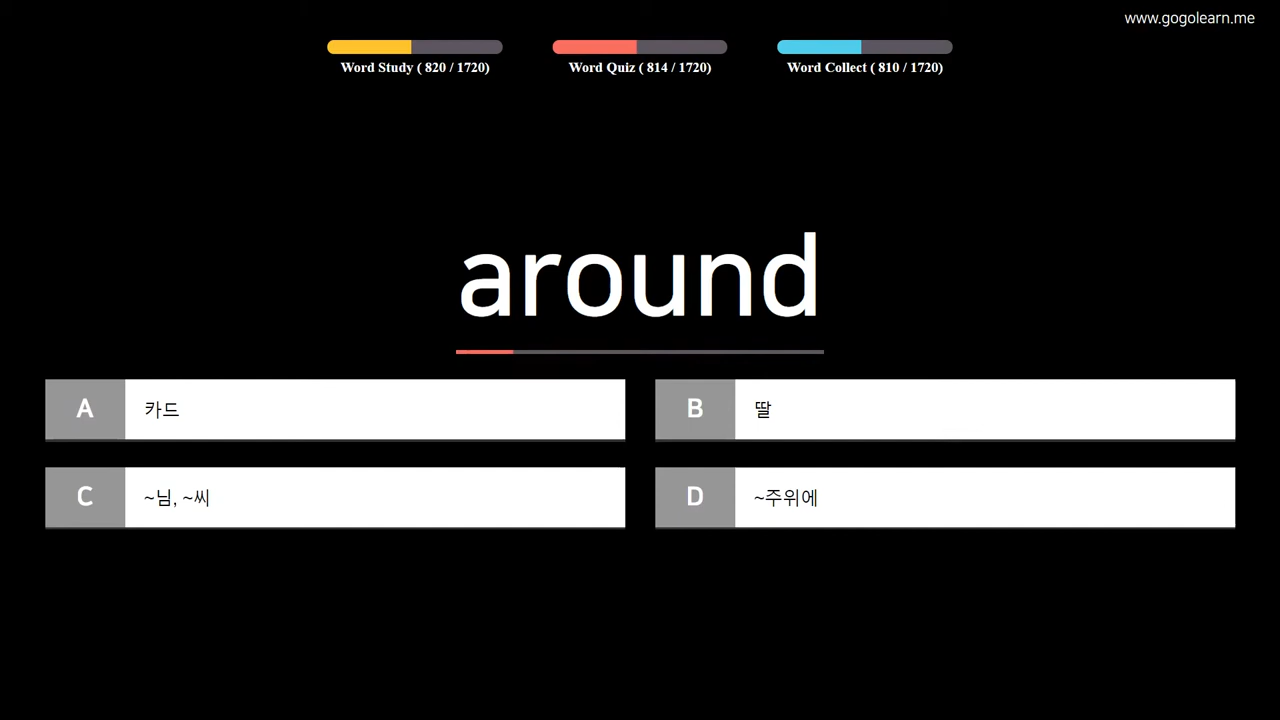 www.gogolearn.me
Word Study ( 820 / 1720)
Word Quiz ( 814 / 1720)
Word Collect ( 810 / 1720)
around
A 카드
B 딸
C ~님, ~씨
D ~주위에